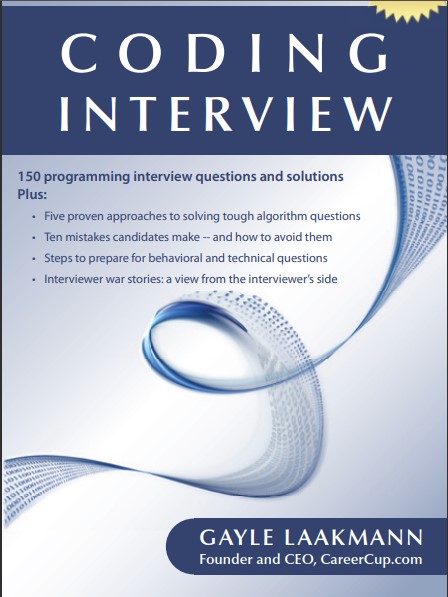 CODING
INTERVIEW
150 programming interview questions and solutions
Plus:
• Five proven approaches to solving tough algorithm questions
• Ten mistakes candidates make -- and how to avoid them
• Steps to prepare for behavioral and technical questions
• Interviewer war stories: a view from the interviewer's side
GAYLE LAAKMANN
Founder and CEO, CareerCup.com